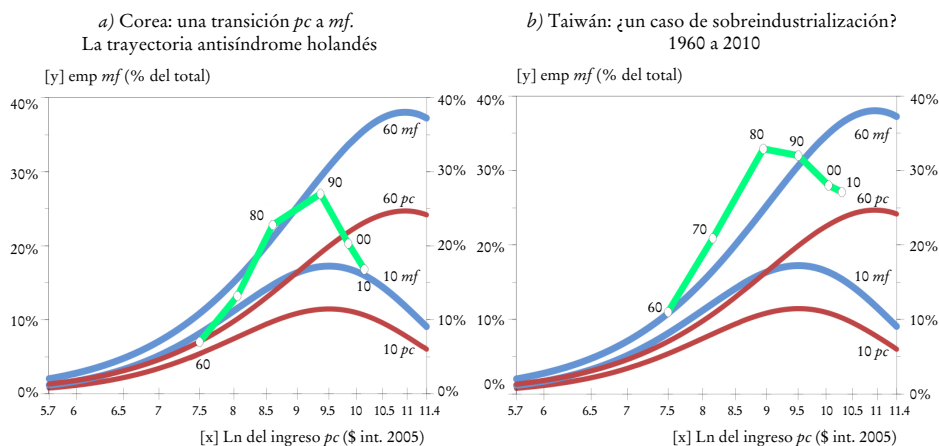 a) Corea: una transición pc a mf.
La trayectoria antisíndrome holandés
[y] emp mf (% del total)
40%
30%
20%
10%
0%
40%
30%
20%
10%
0%
60 mf
90
60 pc
80
00
10 mf
10
60
10 pc
5.7 6 6.5 7 7.5 8 8.5 9 9.5 10 10.5 11 11.4
[x] Ln del ingreso pc ($ int. 2005)
b) Taiwán: ¿un caso de sobreindustrialización?
1960 a 2010
[y] emp mf (% del total)
40%
30%
20%
10%
0%
40%
30%
20%
10%
0%
60 mf
80
90
00
10
60 pc
70
10 mf
60
10 pc
5.7 6 6.5 7 7.5 8 8.5 9 9.5 10 10.5 11 11.4
[x] Ln del ingreso pc ($ int. 2005)